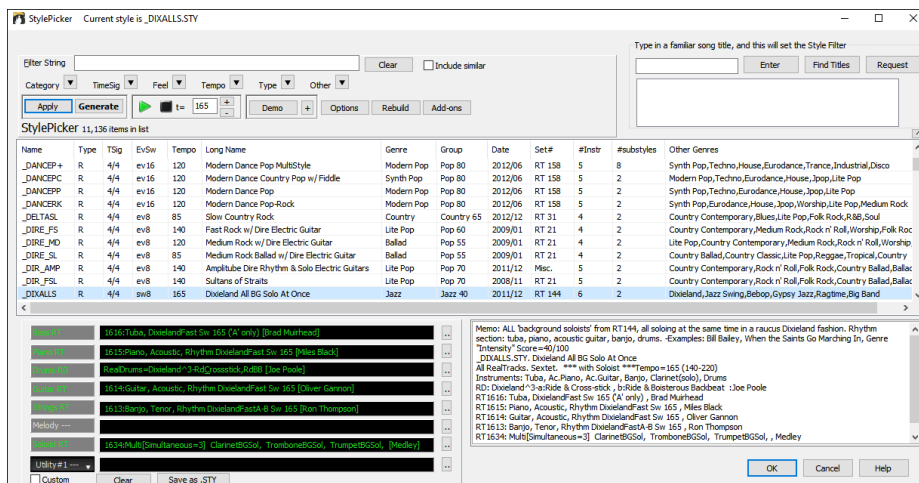 StylePicker Current style is _DIXALLS.STY
Type in a familiar song title, and this will set the Style Filter
Filter String Clear Include similar
Enter Find Titles Request
Category TimeSig Feel Tempo Type Other
Apply Generate t= 165 + - Demo + Options Rebuild Add-ons
StylePicker 11,136 items in list
Name Type TSig EvSw Tempo Long Name Genre Group Date Set# #Instr #substyles Other Genres
_DANCEP+ R 4/4 ev16 120 Modern Dance Pop MultiStyle Modern Pop Pop 80 2012/06 RT 158 5 8 Synth Pop,Techno,House,Eurodance,Trance,Industrial,Disco
_DANCEPC R 4/4 ev16 120 Modern Dance Country Pop w/ Fiddle Synth Pop Pop 80 2012/06 RT 158 5 2 Modern Pop,Techno,House,Eurodance,Jpop,Lite Pop
_DANCEPP R 4/4 ev16 120 Modern Dance Pop Modern Pop Pop 80 2012/06 RT 158 5 2 Synth Pop,Techno,House,Eurodance,House,Jpop,Lite Pop
_DANCERK R 4/4 ev16 120 Modern Dance Pop-Rock Modern Pop Pop 80 2012/06 RT 158 5 2 Synth Pop,Eurodance,House,Jpop,Worship,Lite Pop,Medium Rock
_DELTASL R 4/4 ev8 85 Slow Country Rock Country Country 65 2012/12 RT 31 4 2 Country Contemporary,Blues,Lite Pop,Folk Rock,R&B,Soul
_DIRE_FS R 4/4 ev8 140 Fast Rock w/ Dire Electric Guitar Lite Pop Pop 60 2009/01 RT 21 4 2 Country Contemporary,Medium Rock,Rock n' Roll,Worship,Folk Roc
_DIRE_MD R 4/4 ev8 120 Medium Rock w/ Dire Electric Guitar Ballad Pop 55 2009/01 RT 21 4 2 Lite Pop,Country Contemporary,Medium Rock,Rock n' Roll,Worship
_DIRE_SL R 4/4 ev8 85 Medium Rock Ballad w/ Dire Electric Guitar Ballad Pop 55 2009/01 RT 21 4 2 Country Ballad,Country Classic,Lite Pop,Reggae,Tropical,Country
_DIR_AMP R 4/4 ev8 140 Amplitube Dire Rhythm & Solo Electric Guitars Lite Pop Pop 70 2011/12 Misc. 5 2 Country Contemporary,Rock n' Roll,Folk Rock,Country Ballad,Ballac
_DIR_FSL R 4/4 ev8 140 Sultans of Straits Lite Pop Pop 70 2009/01 RT 21 5 2 Country Contemporary,Rock n' Roll,Folk Rock,Country Ballad,Ballac
_DIXALLS R 4/4 sw8 165 Dixieland All BG Solo At Once Jazz Jazz 40 2011/12 RT 144 6 2 Dixieland,Jazz Swing,Bebop,Gypsy Jazz,Ragtime,Big Band
Bass RT 1616:Tuba, DixielandFast Sw 165 ('A' only) [Brad Muirhead] ..
Piano RT 1615:Piano, Acoustic, Rhythm DixielandFast Sw 165 [Miles Black] ..
Drums RD RealDrums=Dixieland^3-RdCrossstick,RdBB [Joe Poole] ..
Guitar RT 1614:Guitar, Acoustic, Rhythm DixielandFast Sw 165 [Oliver Gannon] ..
Strings RT 1613:Banjo, Tenor, Rhythm DixielandFastA-B Sw 165 [Ron Thompson] ..
Melody --- ..
Soloist RT 1634:Multi[Simultaneous=3] ClarinetBGSol, TromboneBGSol, TrumpetBGSol, [Medley] ..
Utility#1 --- ..
Custom Clear Save as .STY
Memo: ALL 'background soloists' from RT144, all soloing at the same time in a raucus Dixieland fashion. Rhythm
section: tuba, piano, acoustic guitar, banjo, drums. -Examples: Bill Bailey, When the Saints Go Marching In, Genre
"Intensity" Score=40/100
_DIXALLS.STY. Dixieland All BG Solo At Once
All RealTracks. Sextet. *** with Soloist ***Tempo=165 (140-220)
Instruments: Tuba, Ac.Piano, Ac.Guitar, Banjo, Clarinet(solo), Drums
RD: Dixieland^3-a:Ride & Cross-stick , b:Ride & Boisterous Backbeat :Joe Poole
RT1616: Tuba, DixielandFast Sw 165 ('A' only) , Brad Muirhead
RT1615: Piano, Acoustic, Rhythm DixielandFast Sw 165 , Miles Black
RT1614: Guitar, Acoustic, Rhythm DixielandFast Sw 165 , Oliver Gannon
RT1613: Banjo, Tenor, Rhythm DixielandFastA-B Sw 165 , Ron Thompson
RT1634: Multi[Simultaneous=3] ClarinetBGSol, TromboneBGSol, TrumpetBGSol, , Medley
OK Cancel Help